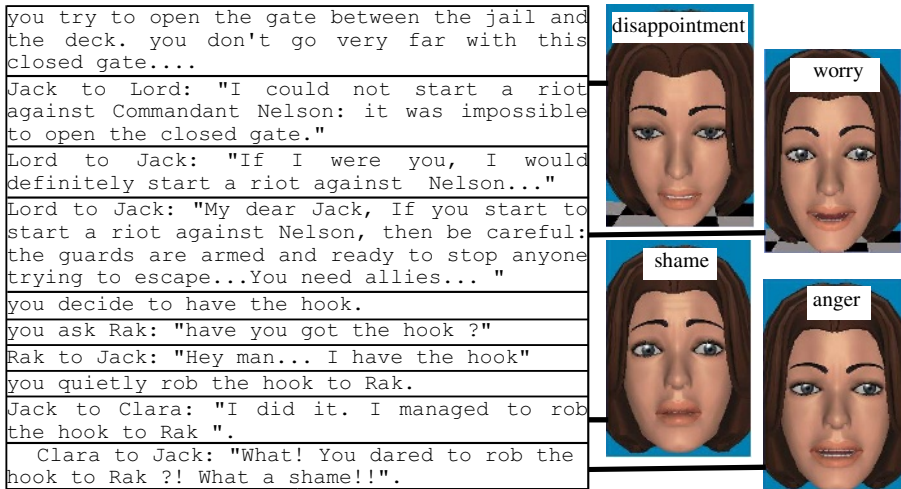 you try to open the gate between the jail and
the deck. you don't go very far with this
closed gate....
Jack to Lord: "I could not start a riot
against Commandant Nelson: it was impossible
to open the closed gate."
Lord to Jack: "If I were you, I would
definitely start a riot against Nelson..."
Lord to Jack: "My dear Jack, If you start to
start a riot against Nelson, then be careful:
the guards are armed and ready to stop anyone
trying to escape...You need allies... "
you decide to have the hook.
you ask Rak: "have you got the hook ?"
Rak to Jack: "Hey man... I have the hook"
you quietly rob the hook to Rak.
Jack to Clara: "I did it. I managed to rob
the hook to Rak ".
Clara to Jack: "What! You dared to rob the
hook to Rak ?! What a shame!!".
disappointment
worry
shame
anger